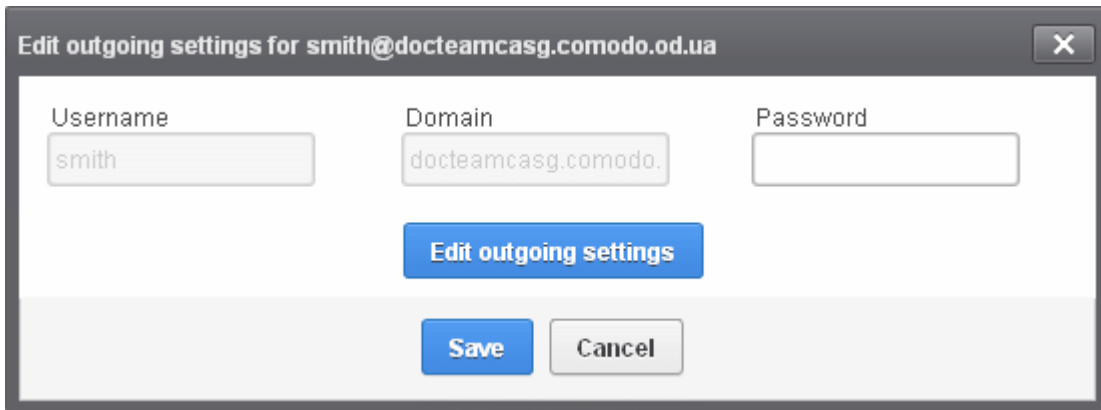 Edit outgoing settings for smith@docteamcasg.comodo.od.ua
Username Domain Password
smith docteamcasg.comodo.
Edit outgoing settings
Save Cancel